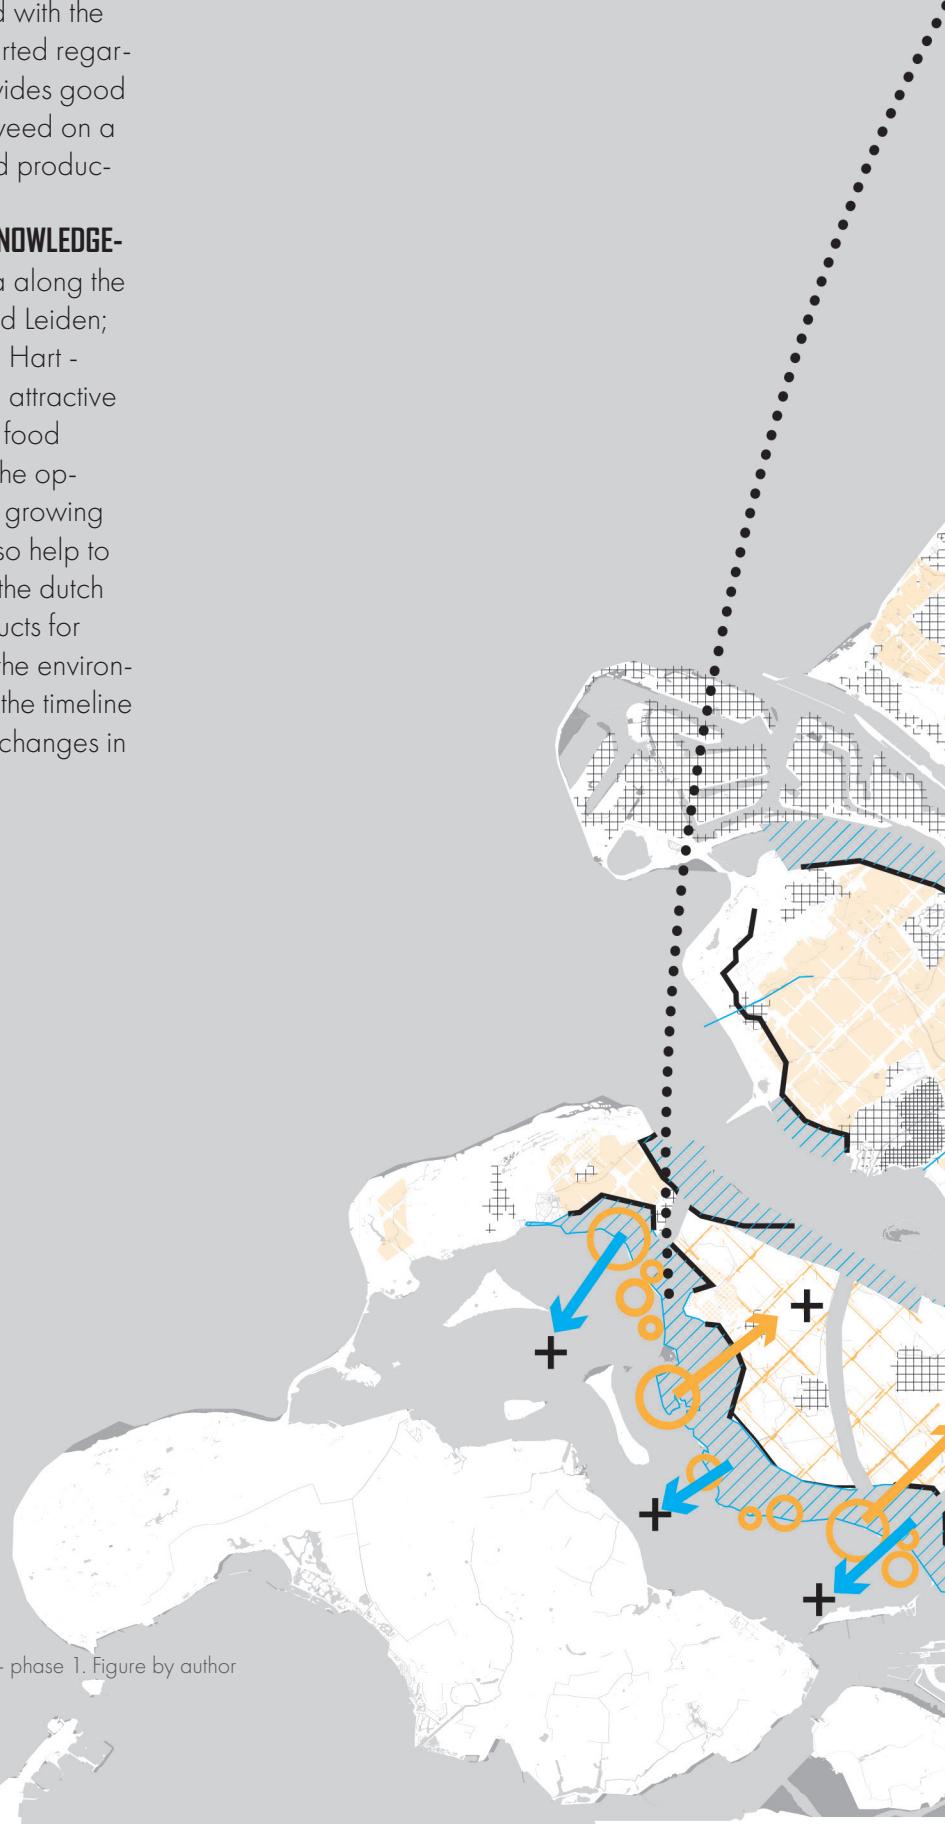 d with the
rted regar-
vides good
veed on a
d produc-
NOWLEDGE-
a along the
d Leiden;
Hart -
attractive
food
he op-
growing
so help to
the dutch
ucts for
the environ-
the timeline
changes in
- phase 1. Figure by author